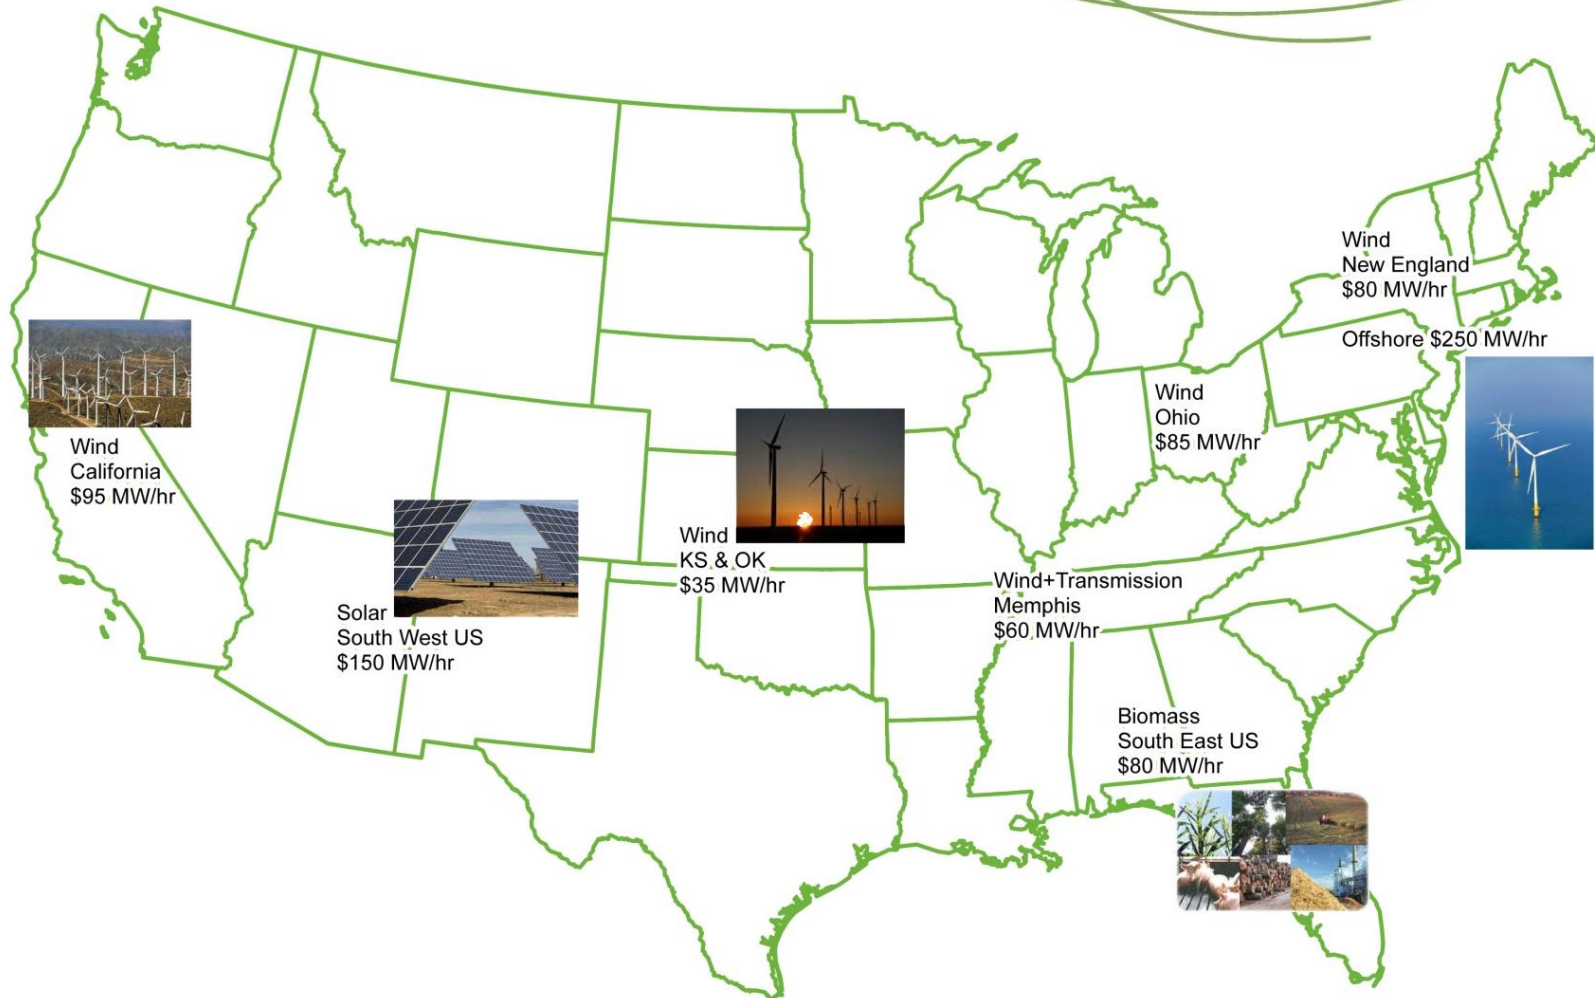 Wind
New England
$80 MW/hr
Offshore $250 MW/hr
Wind
Ohio
$85 MW/hr
Wind
California
$95 MW/hr
Wind
KS & OK
$35 MW/hr
Wind+Transmission
Memphis
$60 MW/hr
Solar
South West US
$150 MW/hr
Biomass
South East US
$80 MW/hr